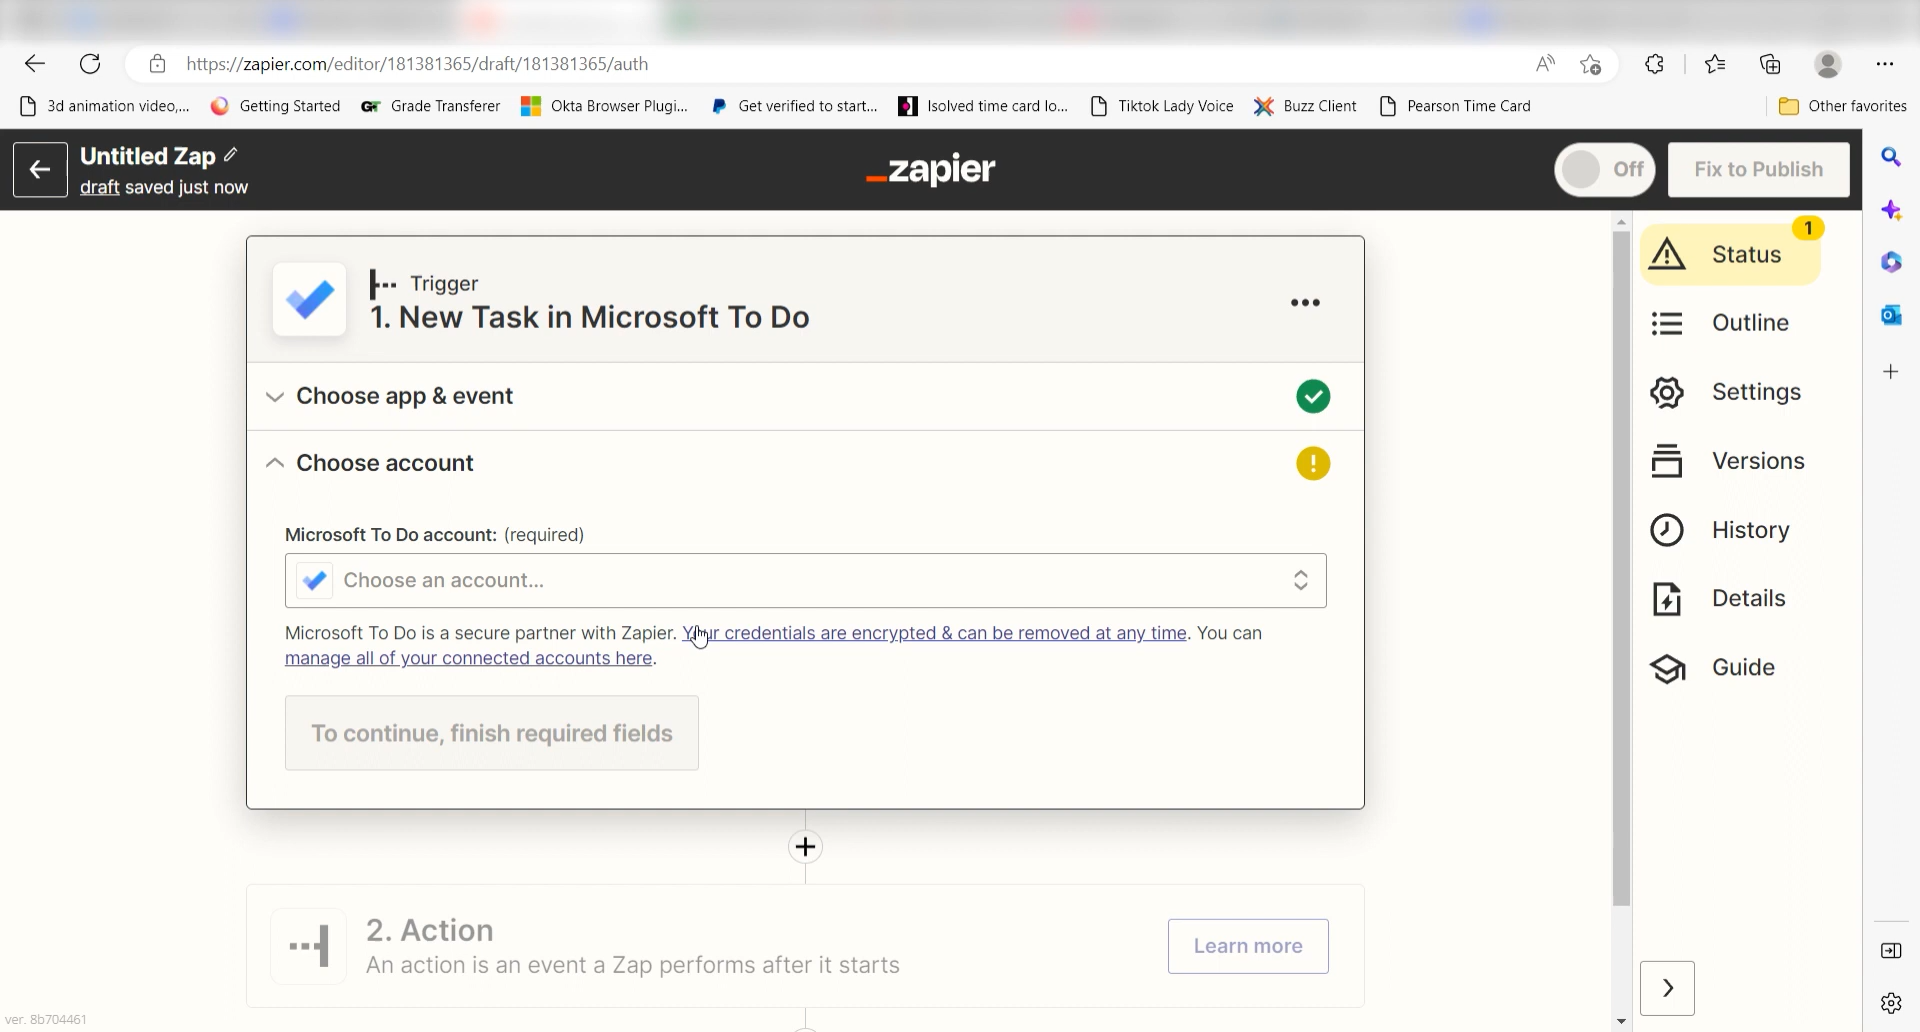 https://zapier.com/editor/181381365/draft/181381365/auth
3d animation video,... Getting Started GT Grade Transferer Okta Browser Plugi... Get verified to start... Isolved time card lo... Tiktok Lady Voice Buzz Client Pearson Time Card Other favorites
Untitled Zap
draft saved just now
_zapier
Off
Fix to Publish
1
Status
Outline
Settings
Versions
History
Details
Guide
Trigger
1. New Task in Microsoft To Do
Choose app & event
Choose account
Microsoft To Do account: (required)
Choose an account...
Microsoft To Do is a secure partner with Zapier. Your credentials are encrypted & can be removed at any time. You can
manage all of your connected accounts here.
To continue, finish required fields
2. Action
An action is an event a Zap performs after it starts
Learn more
ver. 8b704461